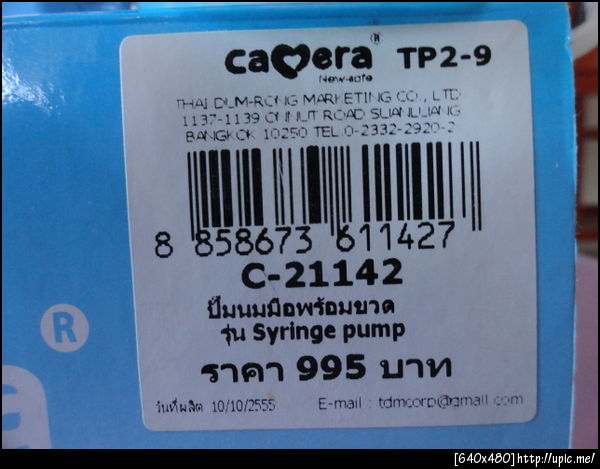 camera® TP2-9
New-safe
THAI DUM-RONG MARKETING CO., LTD
1137-1139 ONNUT ROAD SUANLUANG
BANGKOK 10250 TEL.0-2332-2920-2
8 858673 611427
C-21142
ปั๊มนมมือพร้อมขวด
รุ่น Syringe pump
ราคา 995 บาท
วันที่ผลิต 10/10/2555 E-mail : tdmcorp@gmail.com
®
a
[640x480]http://upic.me/